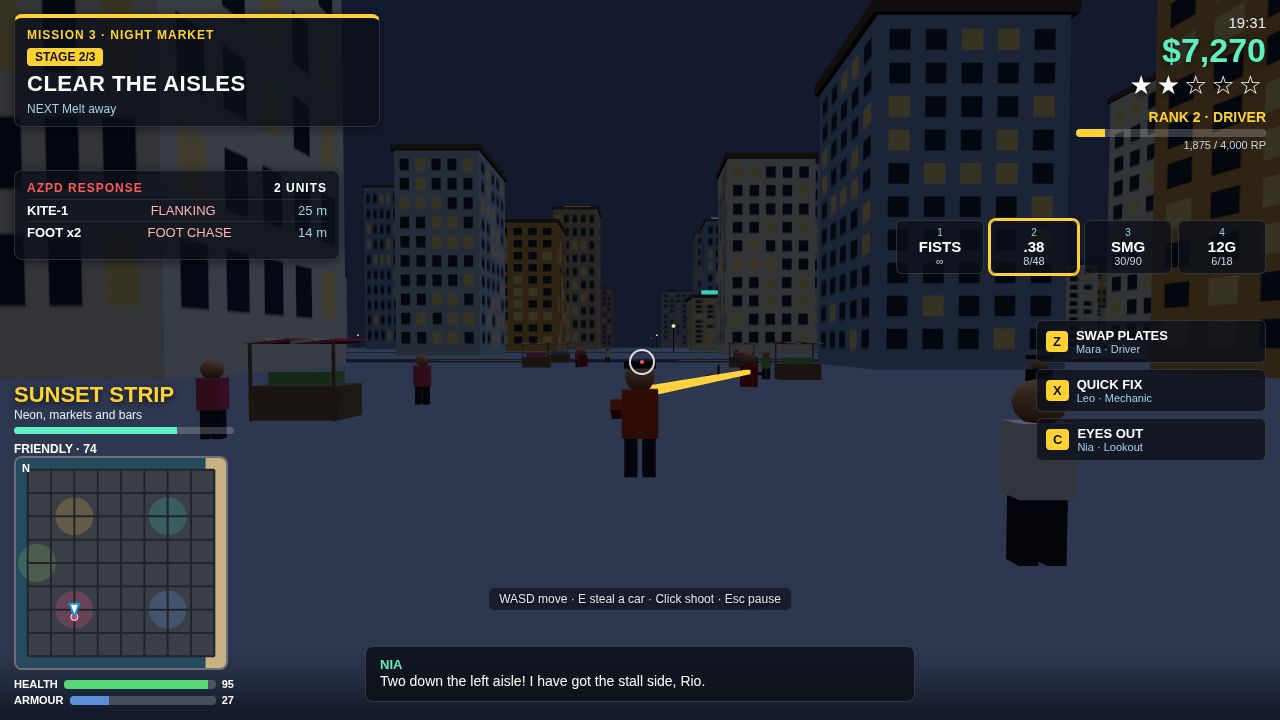 MISSION 3 · NIGHT MARKET
STAGE 2/3
CLEAR THE AISLES
NEXT Melt away
AZPD RESPONSE 2 UNITS
KITE-1 FLANKING 25 m
FOOT x2 FOOT CHASE 14 m
19:31
$7,270
★★☆☆☆
RANK 2 · DRIVER
1,875 / 4,000 RP
1
FISTS
∞
2
.38
8/48
3
SMG
30/90
4
12G
6/18
Z SWAP PLATES
Mara · Driver
X QUICK FIX
Leo · Mechanic
C EYES OUT
Nia · Lookout
SUNSET STRIP
Neon, markets and bars
FRIENDLY · 74
N
HEALTH 95
ARMOUR 27
WASD move · E steal a car · Click shoot · Esc pause
NIA
Two down the left aisle! I have got the stall side, Rio.